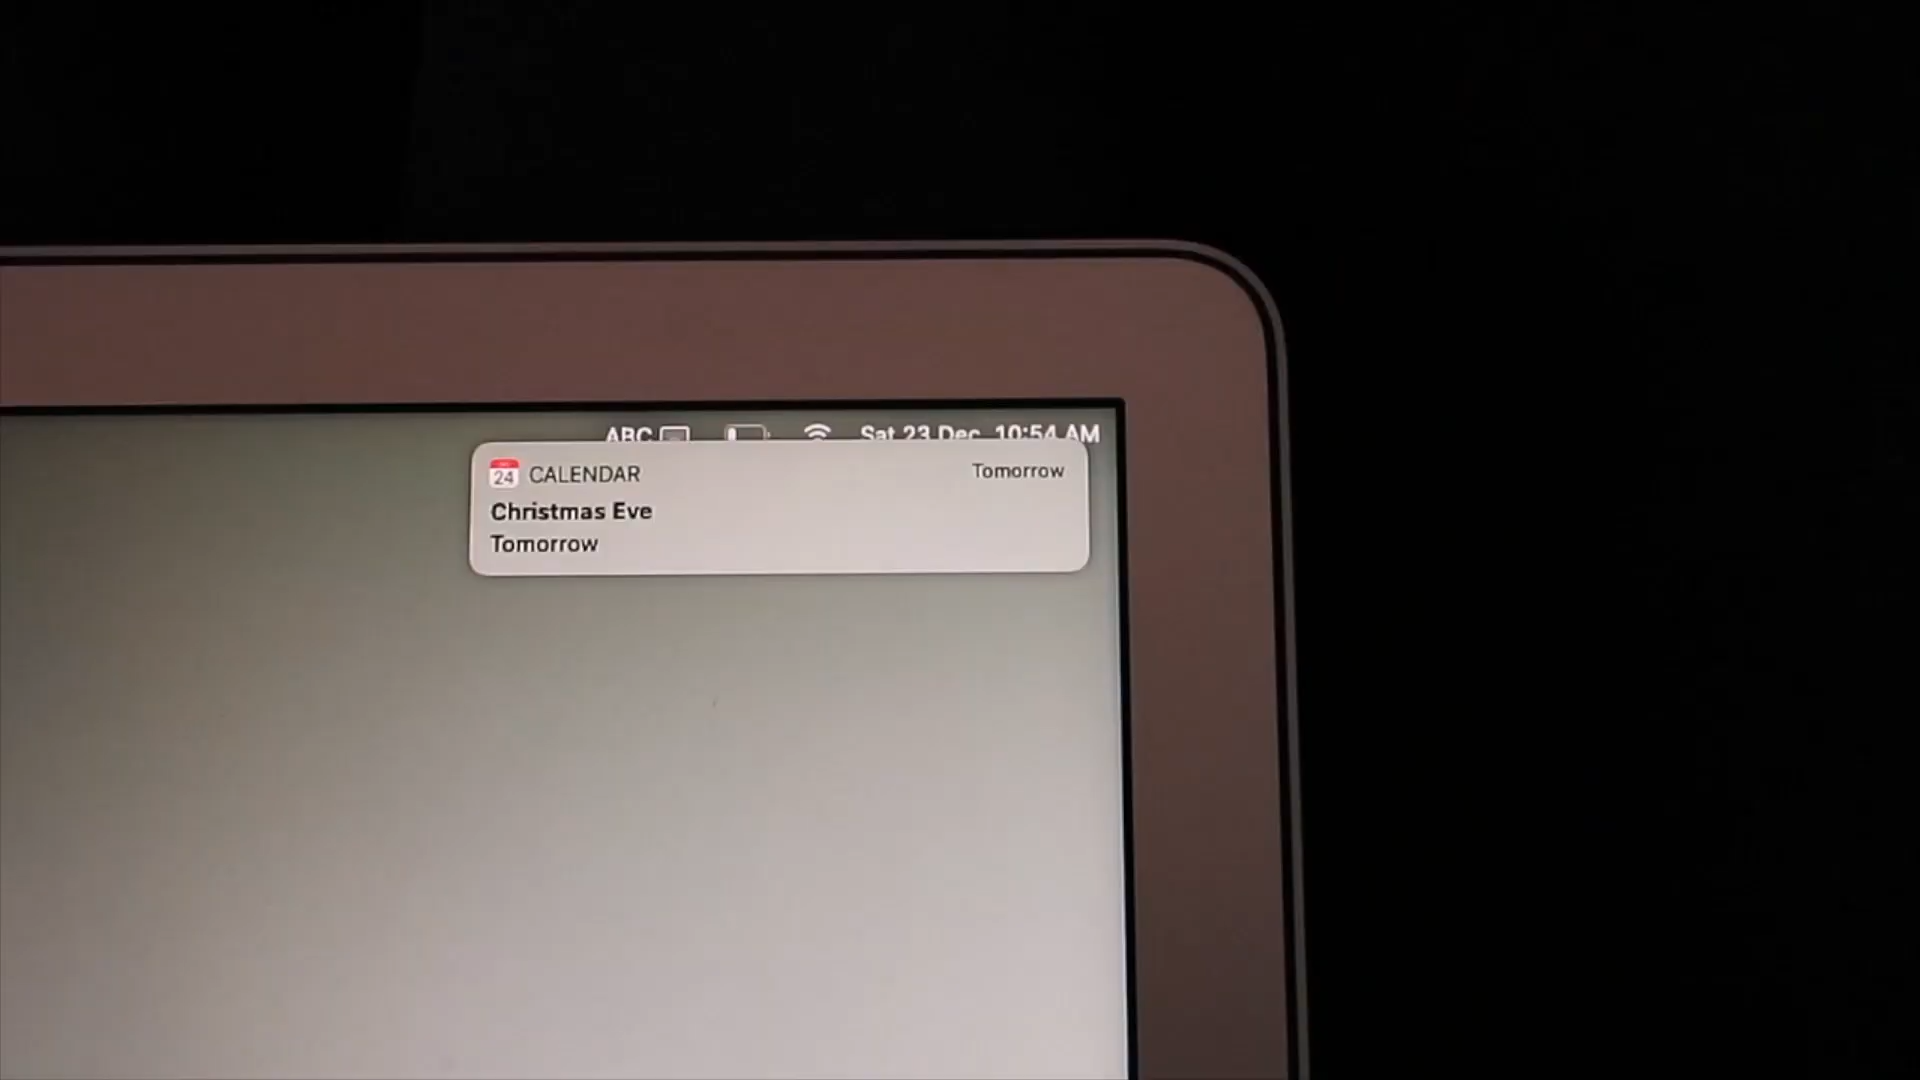 ABC Sat 23 Dec 10:54 AM
24 CALENDAR Tomorrow
Christmas Eve
Tomorrow